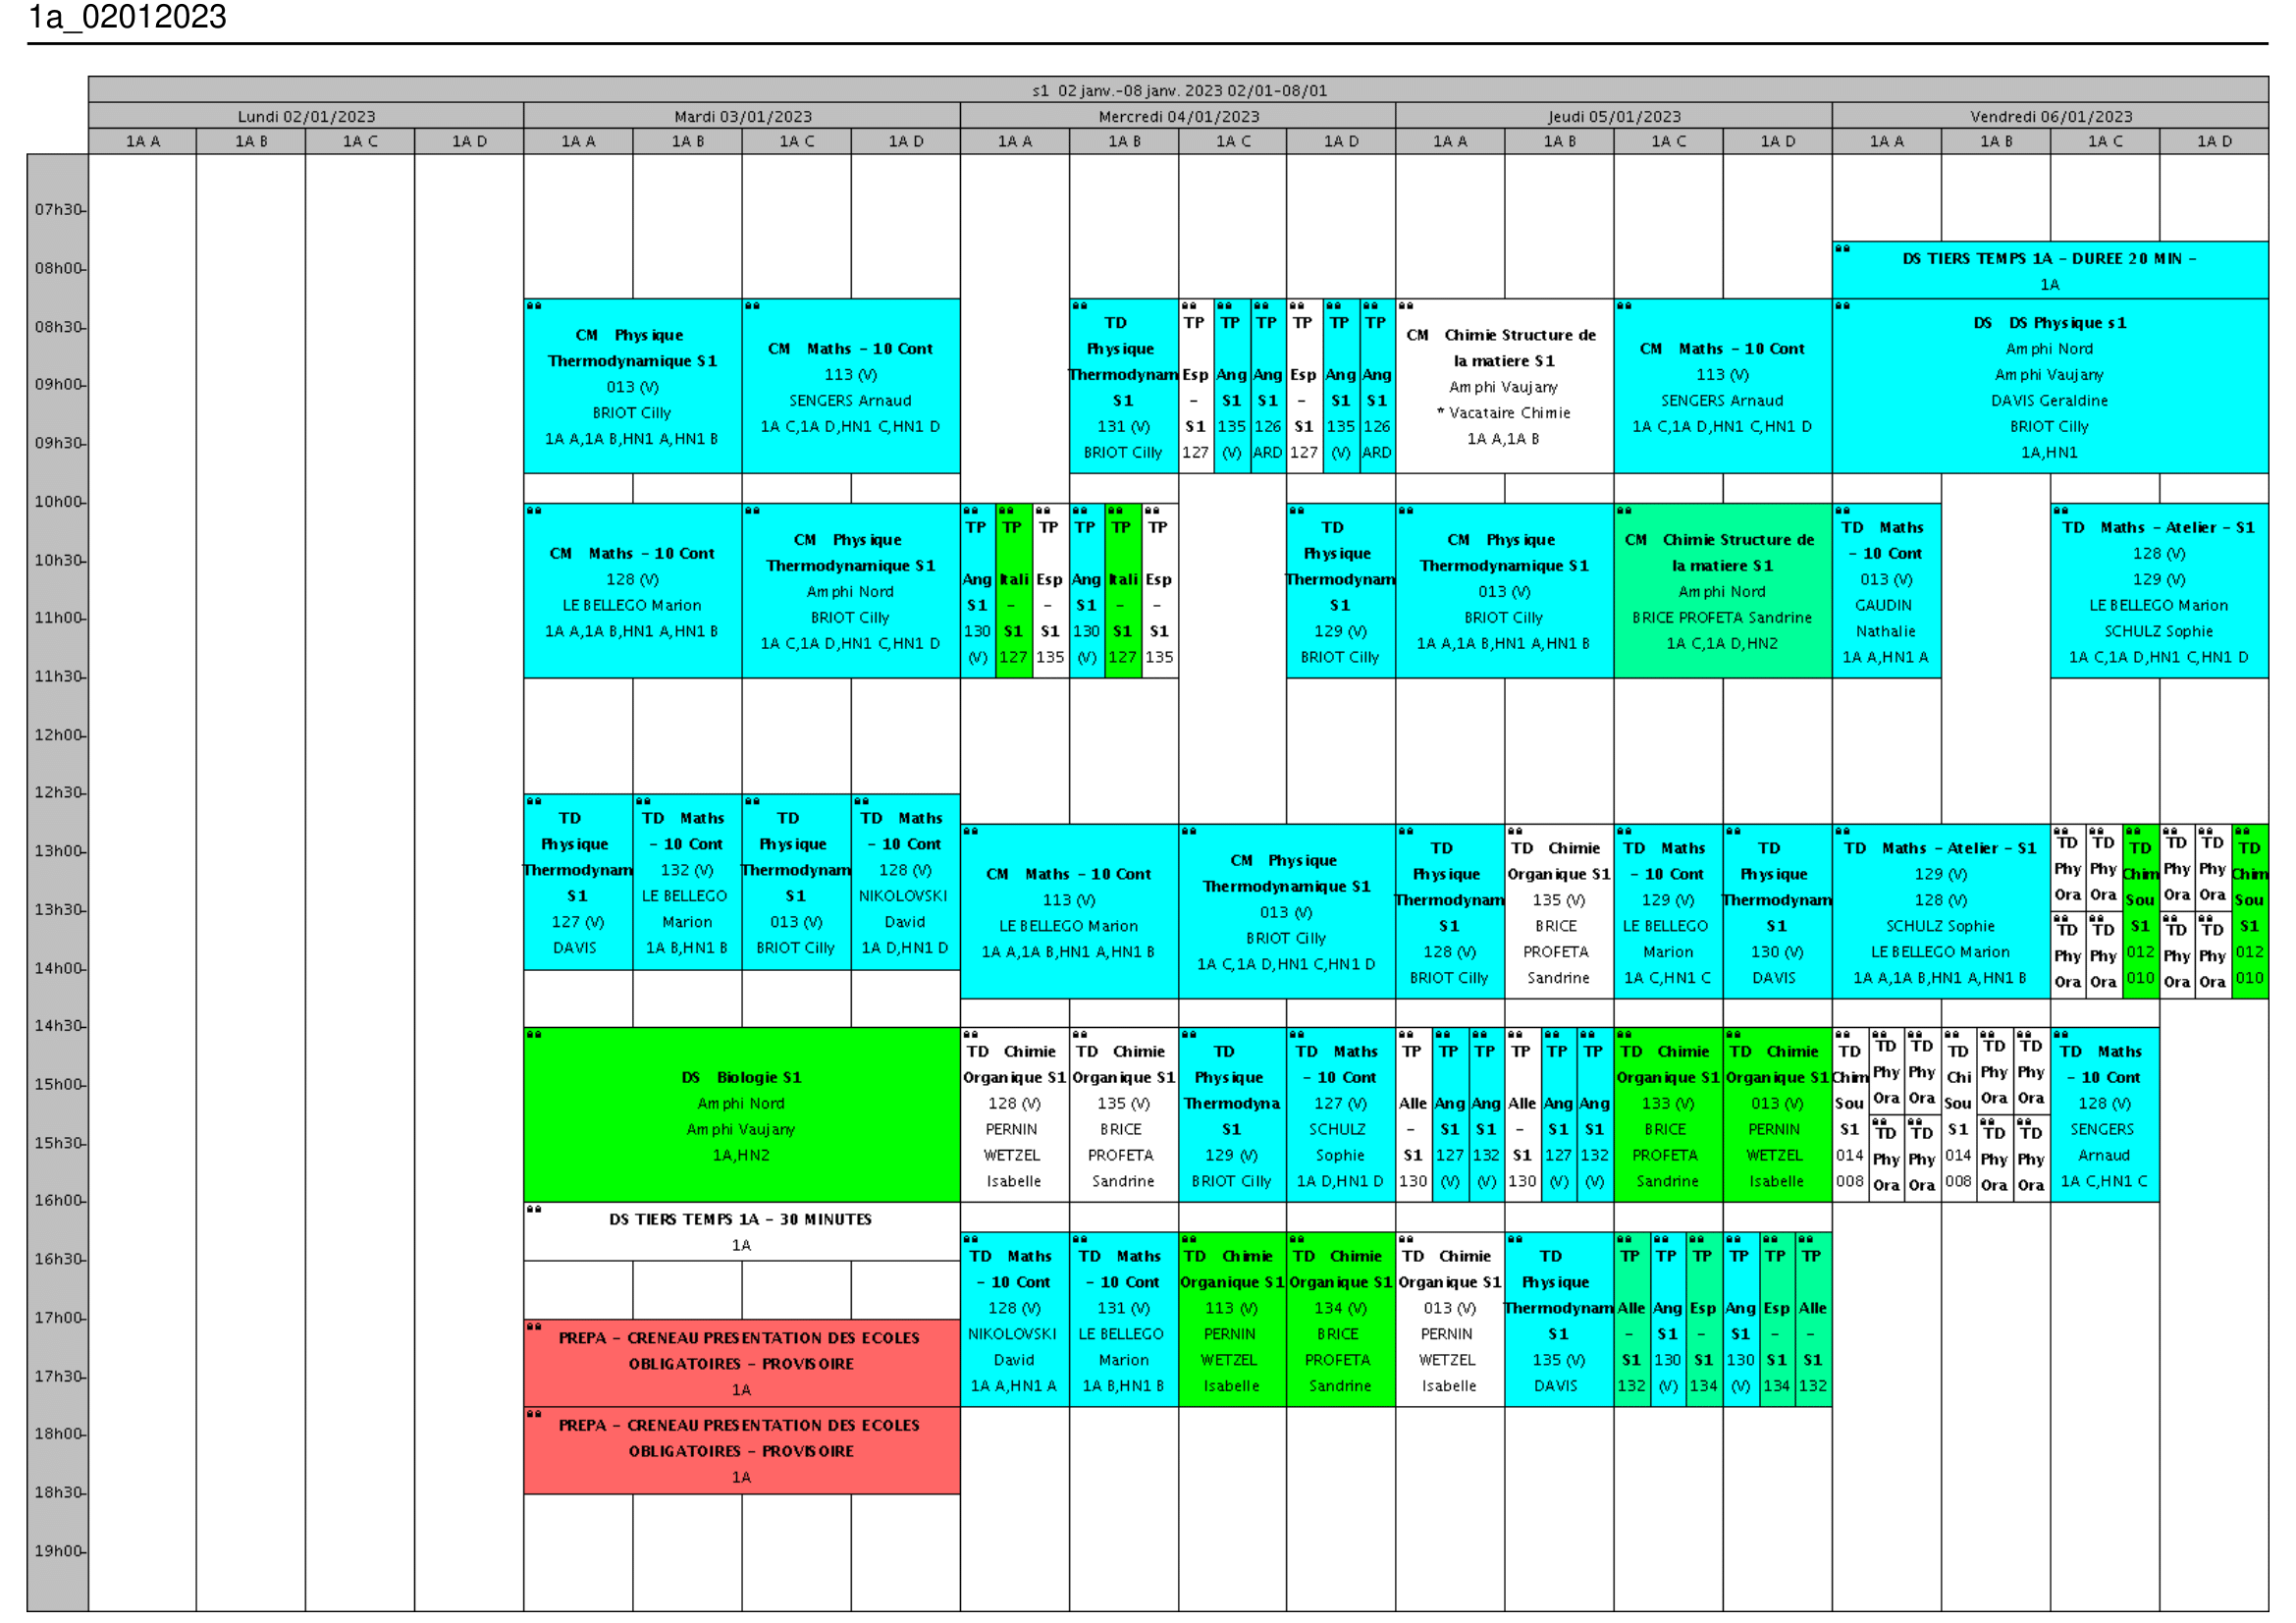 1a_02012023
s1 02 janv.-08 janv. 2023 02/01-08/01
Lundi 02/01/2023 Mardi 03/01/2023 Mercredi 04/01/2023 Jeudi 05/01/2023 Vendredi 06/01/2023
1A A 1A B 1A C 1A D 1A A 1A B 1A C 1A D 1A A 1A B 1A C 1A D 1A A 1A B 1A C 1A D 1A A 1A B 1A C 1A D
07h30
08h00
08h30
09h00
09h30
10h00
10h30
11h00
11h30
12h00
12h30
13h00
13h30
14h00
14h30
15h00
15h30
16h00
16h30
17h00
17h30
18h00
18h30
19h00
CM Physique
Thermodynamique S1
013 (V)
BRIOT Cilly
1A A,1A B,HN1 A,HN1 B
CM Maths - 10 Cont
113 (V)
SENGERS Arnaud
1A C,1A D,HN1 C,HN1 D
CM Maths - 10 Cont
128 (V)
LE BELLEGO Marion
1A A,1A B,HN1 A,HN1 B
CM Physique
Thermodynamique S1
Amphi Nord
BRIOT Cilly
1A C,1A D,HN1 C,HN1 D
TD
Physique
Thermodynam
S1
127 (V)
DAVIS
TD Maths
- 10 Cont
132 (V)
LE BELLEGO
Marion
1A B,HN1 B
TD
Physique
Thermodynam
S1
013 (V)
BRIOT Cilly
TD Maths
- 10 Cont
128 (V)
NIKOLOVSKI
David
1A D,HN1 D
DS Biologie S1
Amphi Nord
Amphi Vaujany
1A,HN2
DS TIERS TEMPS 1A - 30 MINUTES
1A
PREPA - CRENEAU PRESENTATION DES ECOLES
OBLIGATOIRES - PROVISOIRE
1A
PREPA - CRENEAU PRESENTATION DES ECOLES
OBLIGATOIRES - PROVISOIRE
1A
TD
Physique
Thermodynam
S1
131 (V)
BRIOT Cilly
TP TP TP TP TP TP
Esp Ang Ang Esp Ang Ang
- S1 S1 - S1 S1
S1 135 126 S1 135 126
127 (V) ARD 127 (V) ARD
TP TP TP TP TP TP
Ang Itali Esp Ang Itali Esp
S1 - - S1 - -
130 S1 S1 130 S1 S1
(V) 127 135 (V) 127 135
TD
Physique
Thermodynam
S1
129 (V)
BRIOT Cilly
CM Maths - 10 Cont
113 (V)
LE BELLEGO Marion
1A A,1A B,HN1 A,HN1 B
CM Physique
Thermodynamique S1
013 (V)
BRIOT Cilly
1A C,1A D,HN1 C,HN1 D
TD Chimie
Organique S1
128 (V)
PERNIN
WETZEL
Isabelle
TD Chimie
Organique S1
135 (V)
BRICE
PROFETA
Sandrine
TD
Physique
Thermodyna
S1
129 (V)
BRIOT Cilly
TD Maths
- 10 Cont
127 (V)
SCHULZ
Sophie
1A D,HN1 D
TD Maths
- 10 Cont
128 (V)
NIKOLOVSKI
David
1A A,HN1 A
TD Maths
- 10 Cont
131 (V)
LE BELLEGO
Marion
1A B,HN1 B
TD Chimie
Organique S1
113 (V)
PERNIN
WETZEL
Isabelle
TD Chimie
Organique S1
134 (V)
BRICE
PROFETA
Sandrine
CM Chimie Structure de
la matiere S1
Amphi Vaujany
* Vacataire Chimie
1A A,1A B
CM Maths - 10 Cont
113 (V)
SENGERS Arnaud
1A C,1A D,HN1 C,HN1 D
CM Physique
Thermodynamique S1
013 (V)
BRIOT Cilly
1A A,1A B,HN1 A,HN1 B
CM Chimie Structure de
la matiere S1
Amphi Nord
BRICE PROFETA Sandrine
1A C,1A D,HN2
TD
Physique
Thermodynam
S1
128 (V)
BRIOT Cilly
TD Chimie
Organique S1
135 (V)
BRICE
PROFETA
Sandrine
TD Maths
- 10 Cont
129 (V)
LE BELLEGO
Marion
1A C,HN1 C
TD
Physique
Thermodynam
S1
130 (V)
DAVIS
TP TP TP TP TP TP
Alle Ang Ang Alle Ang Ang
- S1 S1 - S1 S1
S1 127 132 S1 127 132
130 (V) (V) 130 (V) (V)
TD Chimie
Organique S1
133 (V)
BRICE
PROFETA
Sandrine
TD Chimie
Organique S1
013 (V)
PERNIN
WETZEL
Isabelle
TD Chimie
Organique S1
013 (V)
PERNIN
WETZEL
Isabelle
TD
Physique
Thermodynam
S1
135 (V)
DAVIS
TP TP TP TP TP TP
Alle Ang Esp Ang Esp Alle
- S1 - S1 - -
S1 130 S1 130 S1 S1
132 (V) 134 (V) 134 132
DS TIERS TEMPS 1A - DUREE 20 MIN -
1A
DS DS Physique s1
Amphi Nord
Amphi Vaujany
DAVIS Geraldine
BRIOT Cilly
1A,HN1
TD Maths
- 10 Cont
013 (V)
GAUDIN
Nathalie
1A A,HN1 A
TD Maths - Atelier - S1
128 (V)
129 (V)
LE BELLEGO Marion
SCHULZ Sophie
1A C,1A D,HN1 C,HN1 D
TD Maths - Atelier - S1
129 (V)
128 (V)
SCHULZ Sophie
LE BELLEGO Marion
1A A,1A B,HN1 A,HN1 B
TD TD TD TD TD TD
Phy Phy Chim Phy Phy Chim
Ora Ora Sou Ora Ora Sou
TD TD S1 TD TD S1
Phy Phy 012 Phy Phy 012
Ora Ora 010 Ora Ora 010
TD TD TD TD TD TD
Chim Phy Phy Chi Phy Phy
Sou Ora Ora Sou Ora Ora
S1 TD TD S1 TD TD
014 Phy Phy 014 Phy Phy
008 Ora Ora 008 Ora Ora
TD Maths
- 10 Cont
128 (V)
SENGERS
Arnaud
1A C,HN1 C